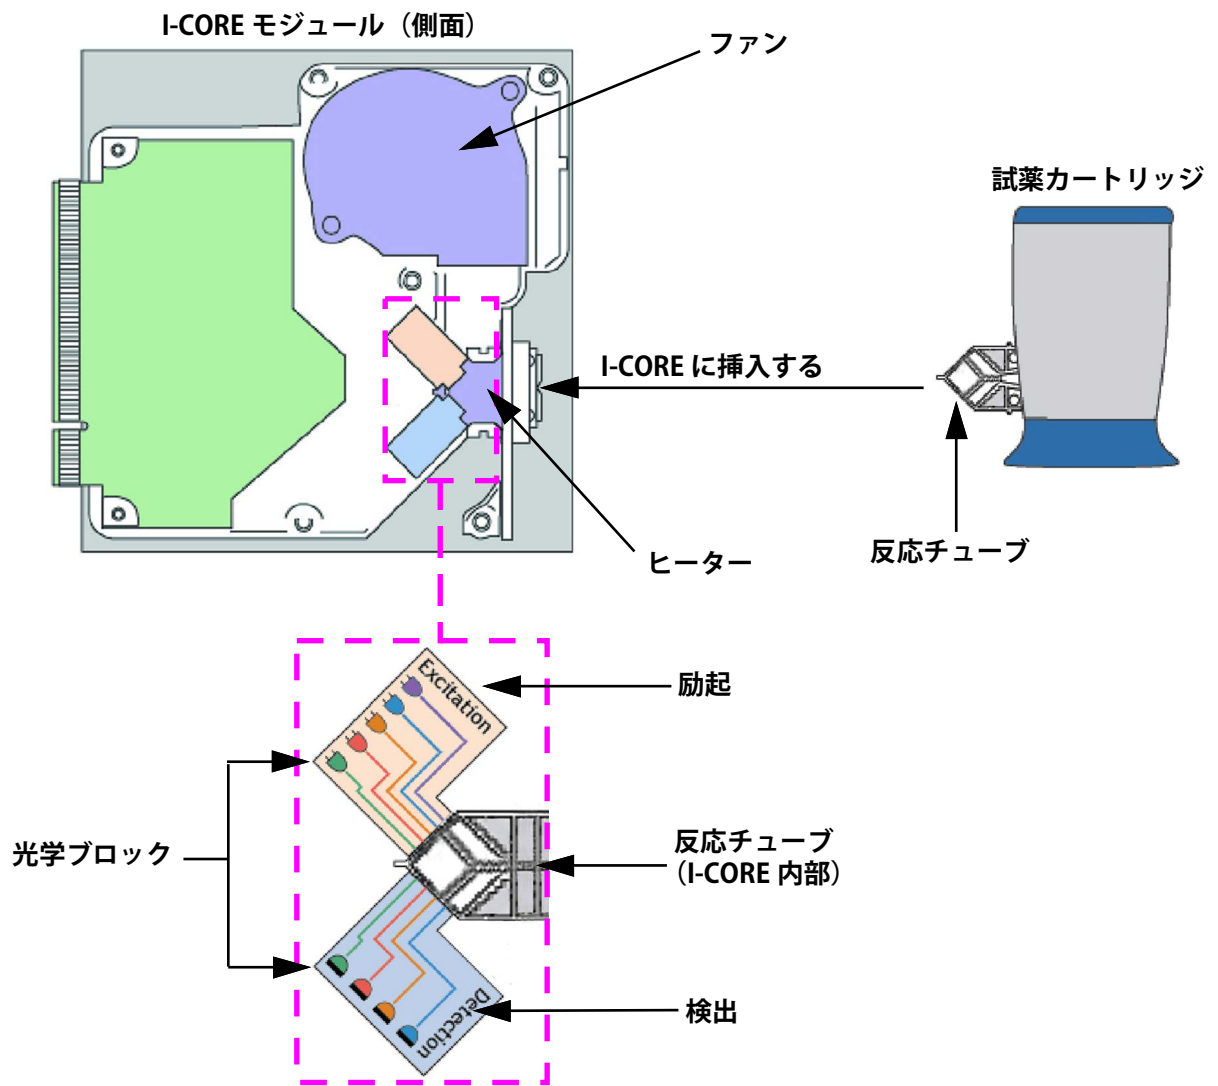 I-CORE モジュール（側面）
ファン
試薬カートリッジ
I-CORE に挿入する
反応チューブ
ヒーター
Excitation
励起
光学ブロック
反応チューブ
（I-CORE 内部）
Detection
検出